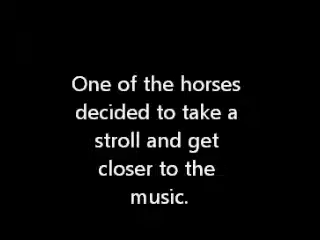 One of the horses
decided to take a
stroll and get
closer to the
music.